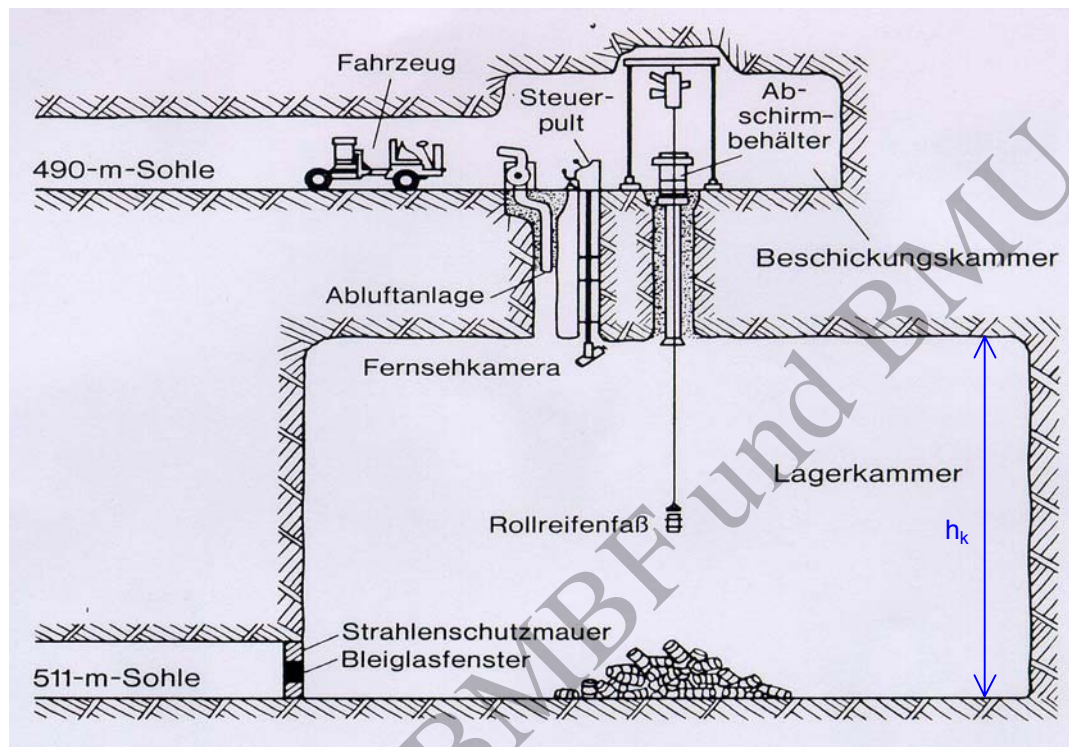 Fahrzeug
Steuer-
pult
Ab-
schirm-
behälter
490-m-Sohle
Beschickungskammer
Abluftanlage
Fernsehkamera
Lagerkammer
Rollreifenfaß
hₖ
Strahlenschutzmauer
Bleiglasfenster
511-m-Sohle
BMBF und BMU